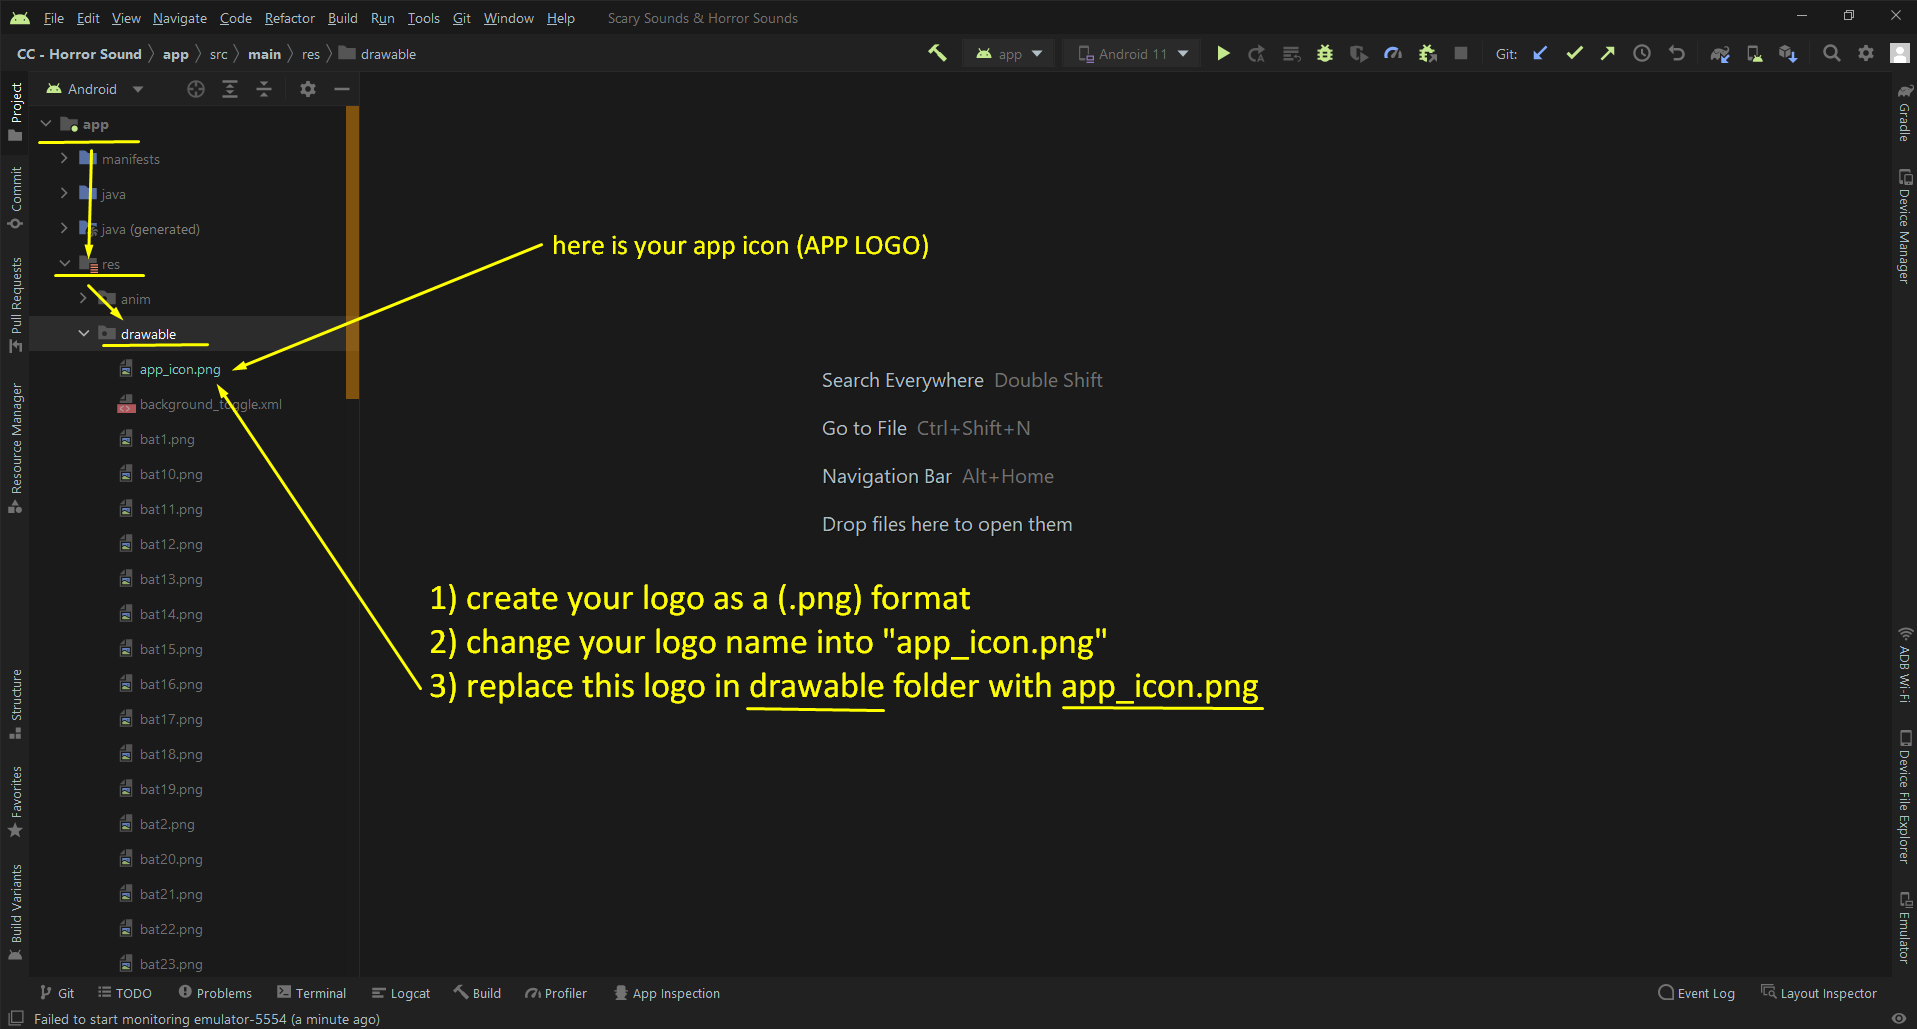 File Edit View Navigate Code Refactor Build Run Tools Git Window Help Scary Sounds & Horror Sounds
CC - Horror Sound app src main res drawable
app Android 11 Git:
Android
Project
Commit
Pull Requests
Resource Manager
Structure
Favorites
Build Variants
app
manifests
java
java (generated)
res
anim
drawable
app_icon.png
background_toggle.xml
bat1.png
bat10.png
bat11.png
bat12.png
bat13.png
bat14.png
bat15.png
bat16.png
bat17.png
bat18.png
bat19.png
bat2.png
bat20.png
bat21.png
bat22.png
bat23.png
here is your app icon (APP LOGO)
Search Everywhere Double Shift
Go to File Ctrl+Shift+N
Navigation Bar Alt+Home
Drop files here to open them
1) create your logo as a (.png) format
2) change your logo name into "app_icon.png"
3) replace this logo in drawable folder with app_icon.png
Gradle
Device Manager
ADB Wi-Fi
Device File Explorer
Emulator
Git TODO Problems Terminal Logcat Build Profiler App Inspection Event Log Layout Inspector
Failed to start monitoring emulator-5554 (a minute ago)